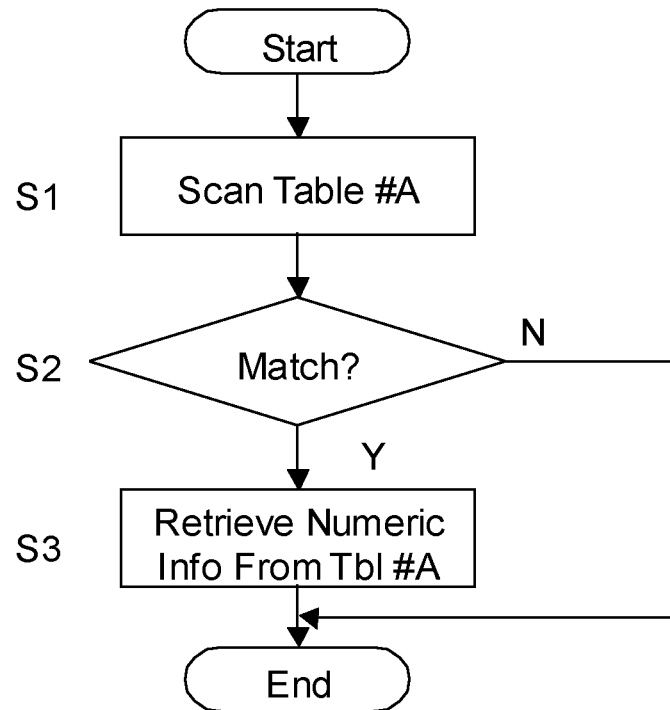 Start
S1
Scan Table #A
S2
Match?
N
Y
S3
Retrieve Numeric
Info From Tbl #A
End